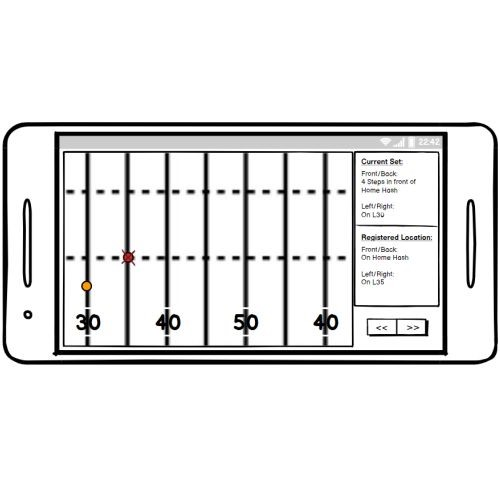 22:42
Current Set:
Front/Back:
4 Steps in front of
Home Hash
Left/Right:
On L30
Registered Location:
Front/Back:
On Home Hash
Left/Right:
On L35
30 40 50 40
<< >>